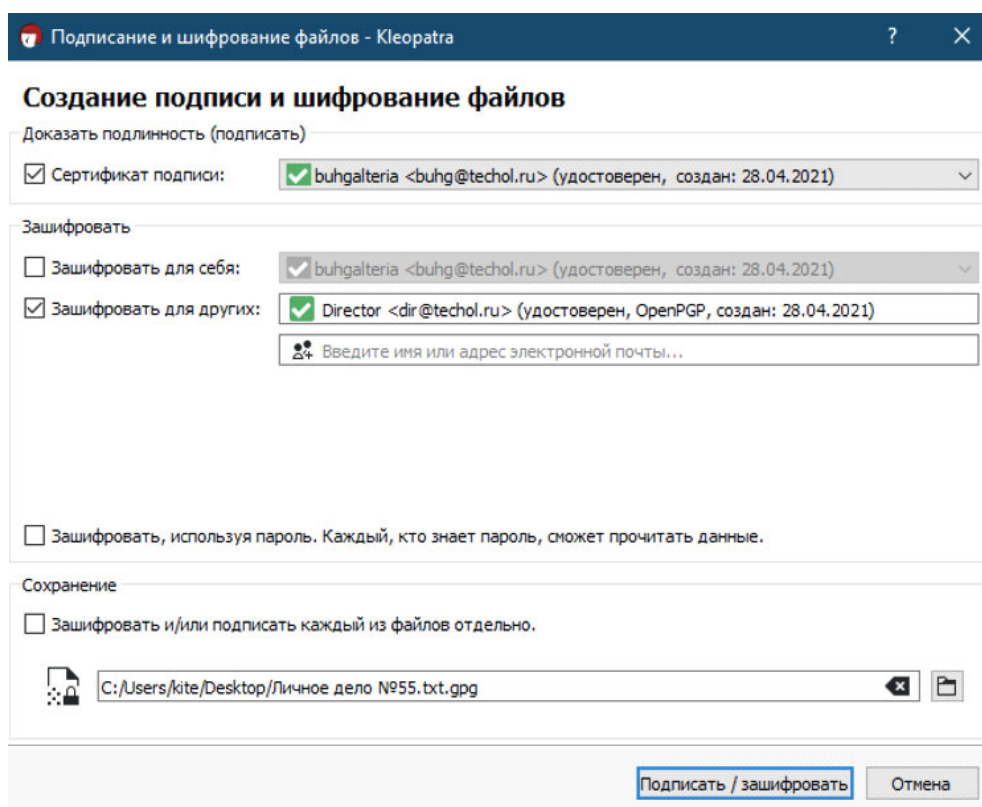 Подписание и шифрование файлов - Kleopatra
Создание подписи и шифрование файлов
Доказать подлинность (подписать)
Сертификат подписи: buhgalteria <buhg@techol.ru> (удостоверен, создан: 28.04.2021)
Зашифровать
Зашифровать для себя: buhgalteria <buhg@techol.ru> (удостоверен, создан: 28.04.2021)
Зашифровать для других: Director <dir@techol.ru> (удостоверен, OpenPGP, создан: 28.04.2021)
Введите имя или адрес электронной почты...
Зашифровать, используя пароль. Каждый, кто знает пароль, сможет прочитать данные.
Сохранение
Зашифровать и/или подписать каждый из файлов отдельно.
C:/Users/kite/Desktop/Личное дело №55.txt.gpg
Подписать / зашифровать Отмена